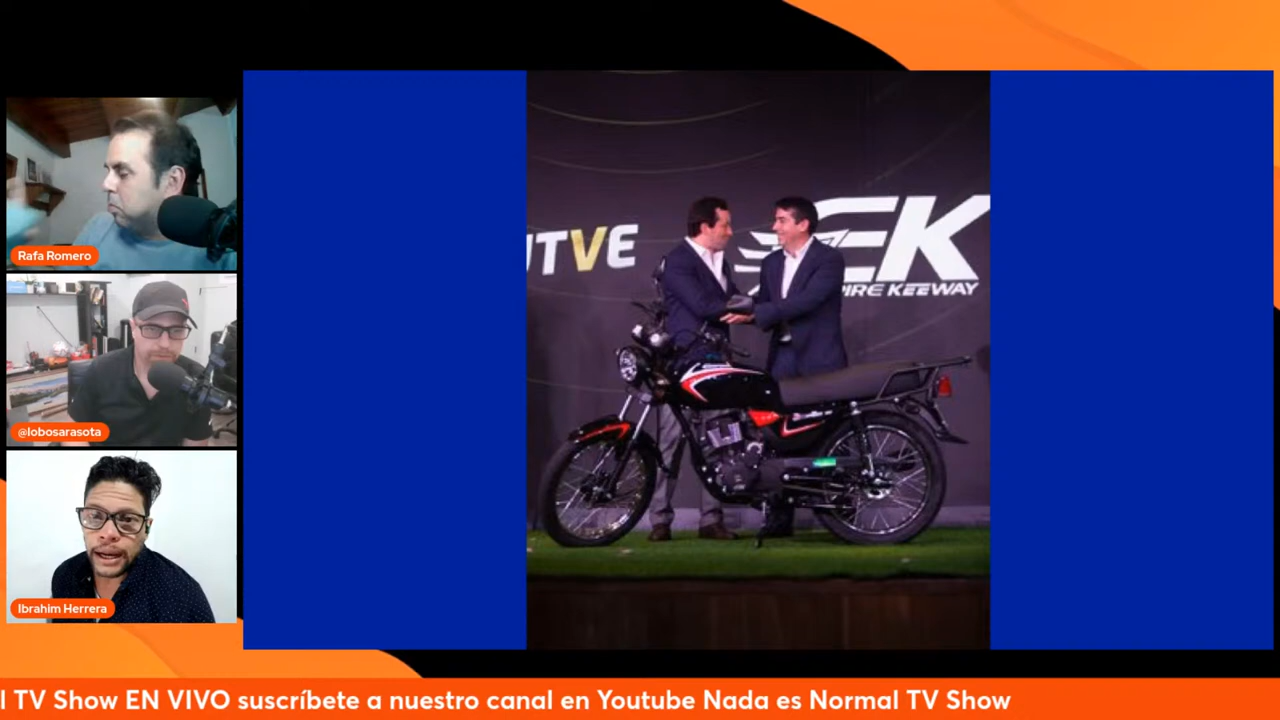 Rafa Romero
@lobosarasota
Ibrahim Herrera
UTVE
EK
PIRE KEEWAY
l TV Show EN VIVO suscríbete a nuestro canal en Youtube Nada es Normal TV Show